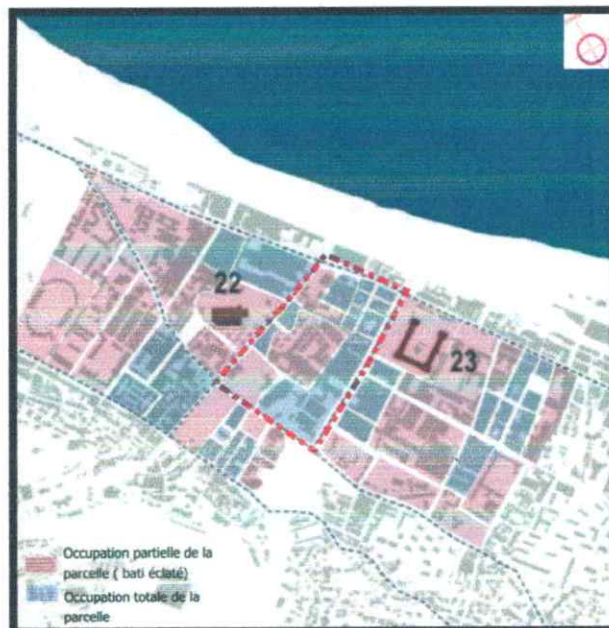 22
23
Occupation partielle de la
parcelle ( bati éclaté)
Occupation totale de la
parcelle